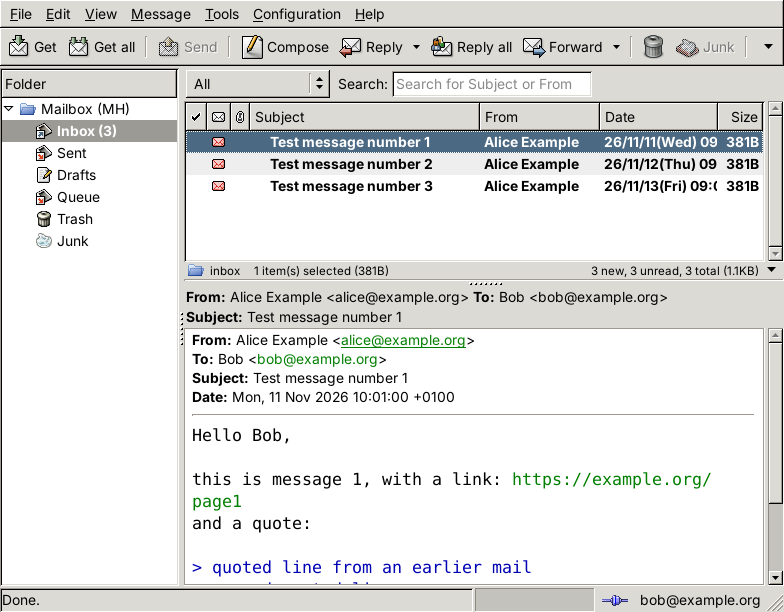 File Edit View Message Tools Configuration Help
Get Get all Send Compose Reply Reply all Forward Junk
Folder
Mailbox (MH)
Inbox (3)
Sent
Drafts
Queue
Trash
Junk
All Search: Search for Subject or From
Subject From Date Size
Test message number 1 Alice Example 26/11/11(Wed) 09 381B
Test message number 2 Alice Example 26/11/12(Thu) 09 381B
Test message number 3 Alice Example 26/11/13(Fri) 09:0 381B
inbox 1 item(s) selected (381B) 3 new, 3 unread, 3 total (1.1KB)
From: Alice Example <alice@example.org> To: Bob <bob@example.org>
Subject: Test message number 1
From: Alice Example <alice@example.org>
To: Bob <bob@example.org>
Subject: Test message number 1
Date: Mon, 11 Nov 2026 10:01:00 +0100
Hello Bob,
this is message 1, with a link: https://example.org/
page1
and a quote:
> quoted line from an earlier mail
Done. bob@example.org